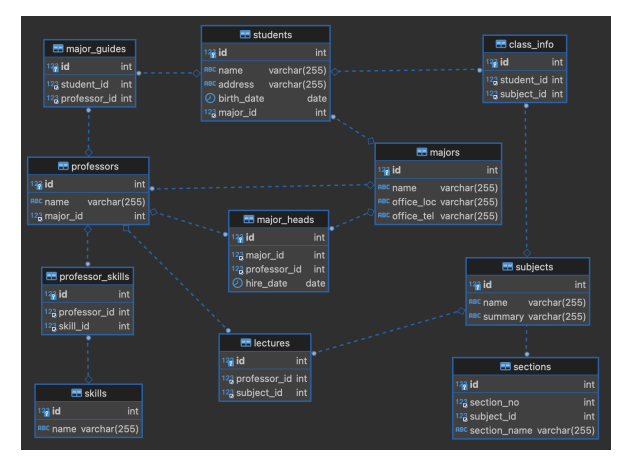 major_guides
123 id int
123 student_id int
123 professor_id int
students
123 id int
ABC name varchar(255)
ABC address varchar(255)
birth_date date
123 major_id int
class_info
123 id int
123 student_id int
123 subject_id int
professors
123 id int
ABC name varchar(255)
123 major_id int
majors
123 id int
ABC name varchar(255)
ABC office_loc varchar(255)
ABC office_tel varchar(255)
major_heads
123 id int
123 major_id int
123 professor_id int
hire_date date
professor_skills
123 id int
123 professor_id int
123 skill_id int
subjects
123 id int
ABC name varchar(255)
ABC summary varchar(255)
lectures
123 id int
123 professor_id int
123 subject_id int
skills
123 id int
ABC name varchar(255)
sections
123 id int
123 section_no int
123 subject_id int
ABC section_name varchar(255)